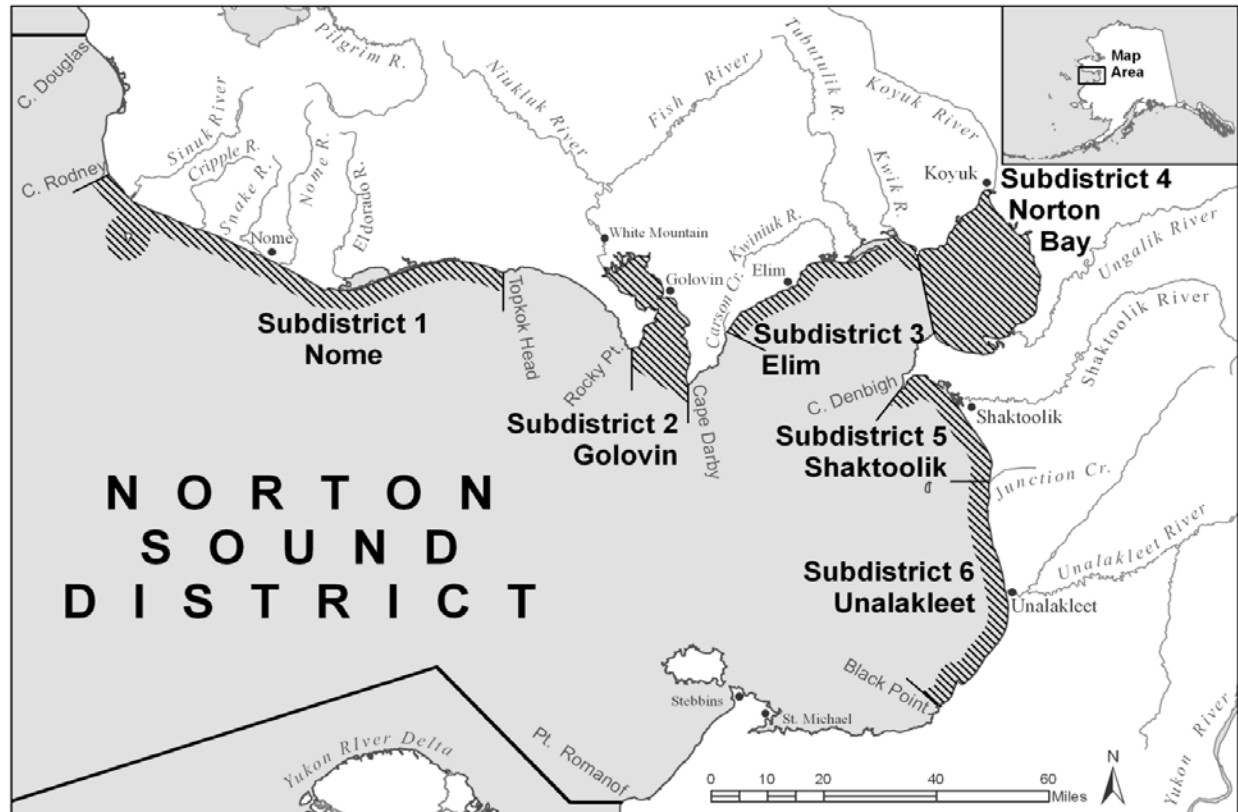 C. Douglas
Pilgrim R.
Sinuk River
Cripple R.
Snake R.
Nome R.
Eldorado R.
Niukluk River
Fish River
Tubutulik R.
Koyuk River
Kwik R.
Map
Area
C. Rodney
Nome
White Mountain
Golovin
Kwiniuk R.
Carson Cr.
Elim
Koyuk
Subdistrict 4
Norton
Bay
Ungalik River
Shaktoolik River
Subdistrict 1
Nome
Topkok Head
Rocky Pt.
Cape Darby
Subdistrict 2
Golovin
Subdistrict 3
Elim
C. Denbigh
Shaktoolik
Subdistrict 5
Shaktoolik
Junction Cr.
NORTON
SOUND
DISTRICT
Subdistrict 6
Unalakleet
Unalakleet River
Unalakleet
Black Point
Stebbins
St. Michael
Pt. Romanof
Yukon RIver Delta
Yukon River
N
0 10 20 40 60
Miles